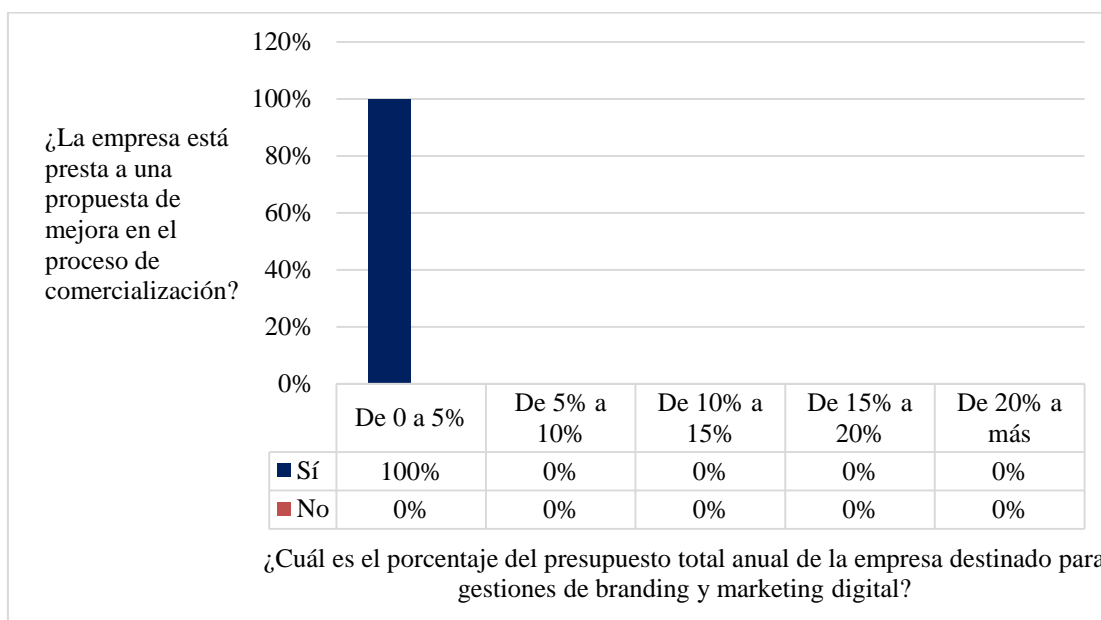 120%
100%
80%
60%
40%
20%
0%
¿La empresa está
presta a una
propuesta de
mejora en el
proceso de
comercialización?
De 0 a 5%
De 5% a
10%
De 10% a
15%
De 15% a
20%
De 20% a
más
Sí 100% 0% 0% 0% 0%
No 0% 0% 0% 0% 0%
¿Cuál es el porcentaje del presupuesto total anual de la empresa destinado para
gestiones de branding y marketing digital?